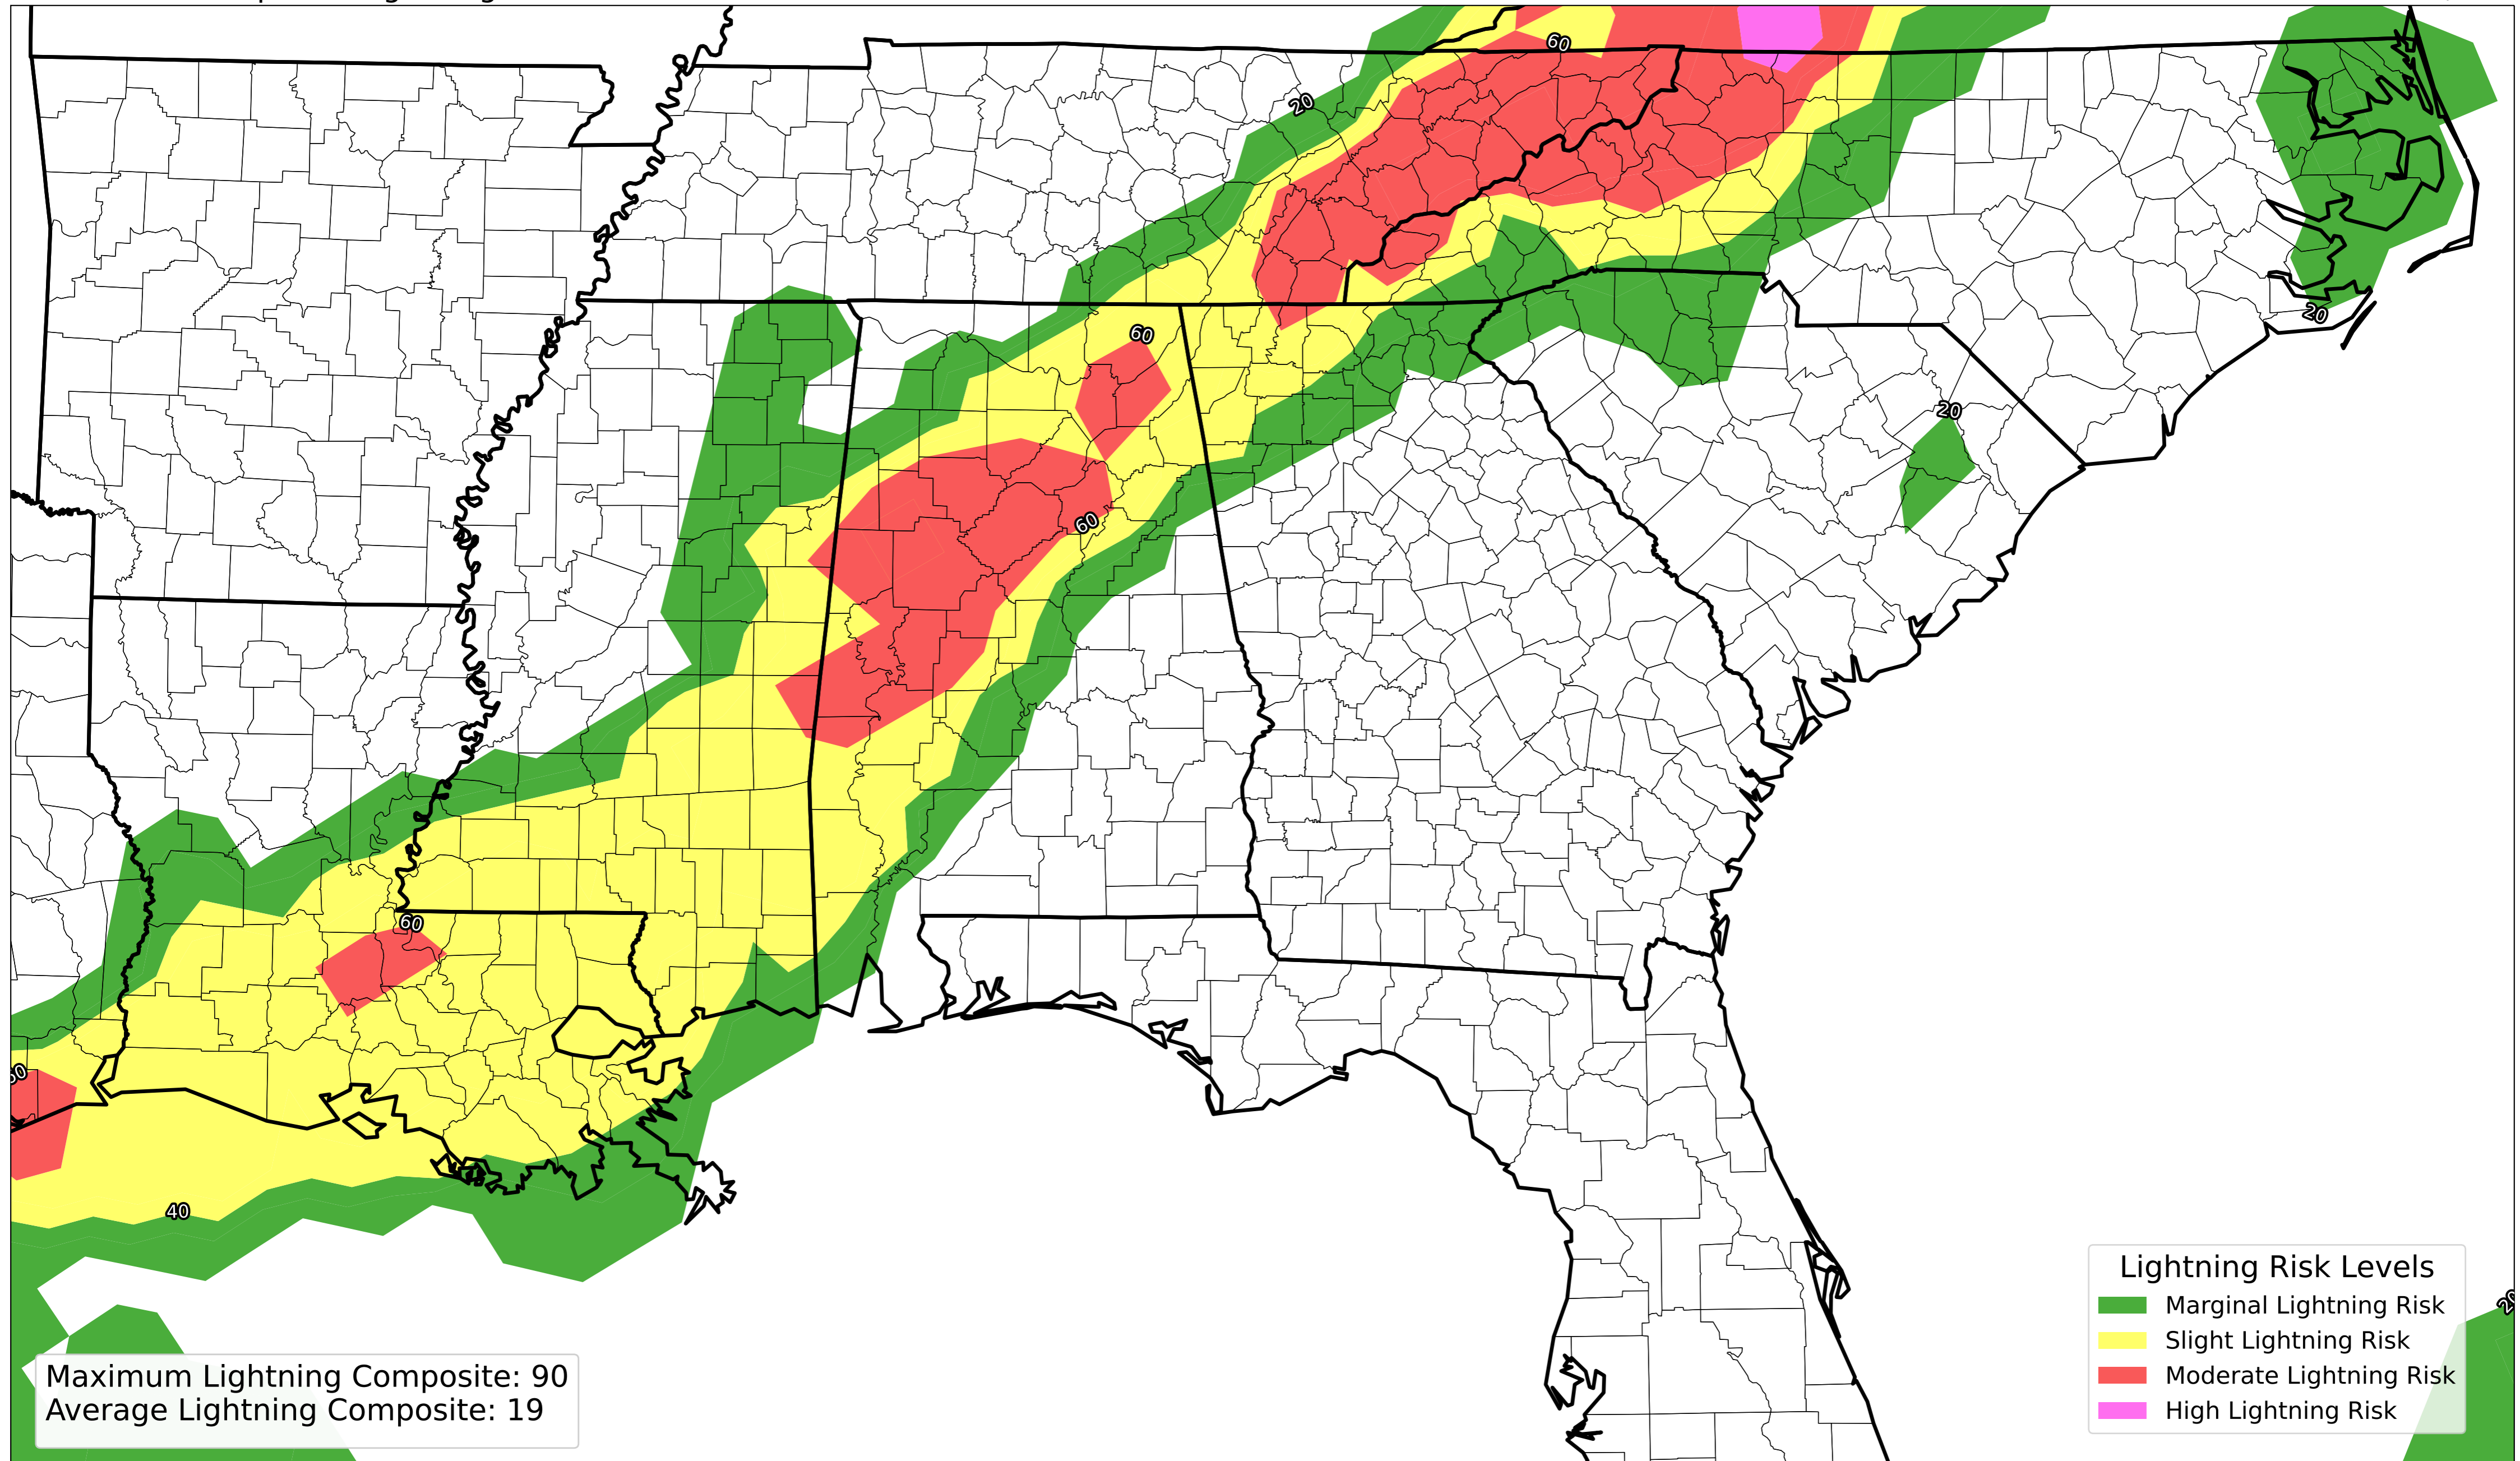 60
20
60
20
20
60
60
40
20
Lightning Risk Levels
Marginal Lightning Risk
Slight Lightning Risk
Moderate Lightning Risk
High Lightning Risk
Maximum Lightning Composite: 90
Average Lightning Composite: 19